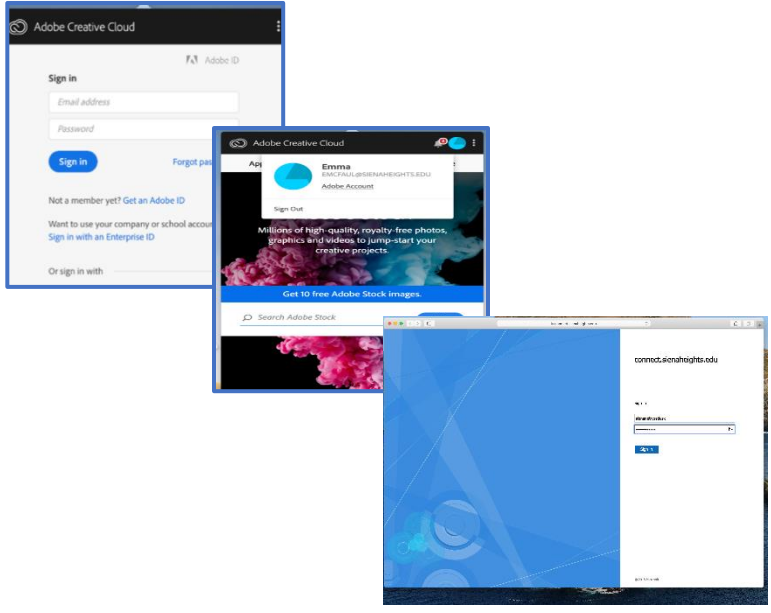 Adobe Creative Cloud
Adobe ID
Sign in
Email address
Password
Sign in
Forgot pas
Not a member yet? Get an Adobe ID
Want to use your company or school accour
Sign in with an Enterprise ID
Or sign in with
Adobe Creative Cloud
App
Emma
EMCFAUL@SIENAHEIGHTS.EDU
Adobe Account
Sign Out
Millions of high-quality, royalty-free photos,
graphics and videos to jump-start your
creative projects.
Get 10 free Adobe Stock images.
Search Adobe Stock
connect.sienaheights.edu
Sign in